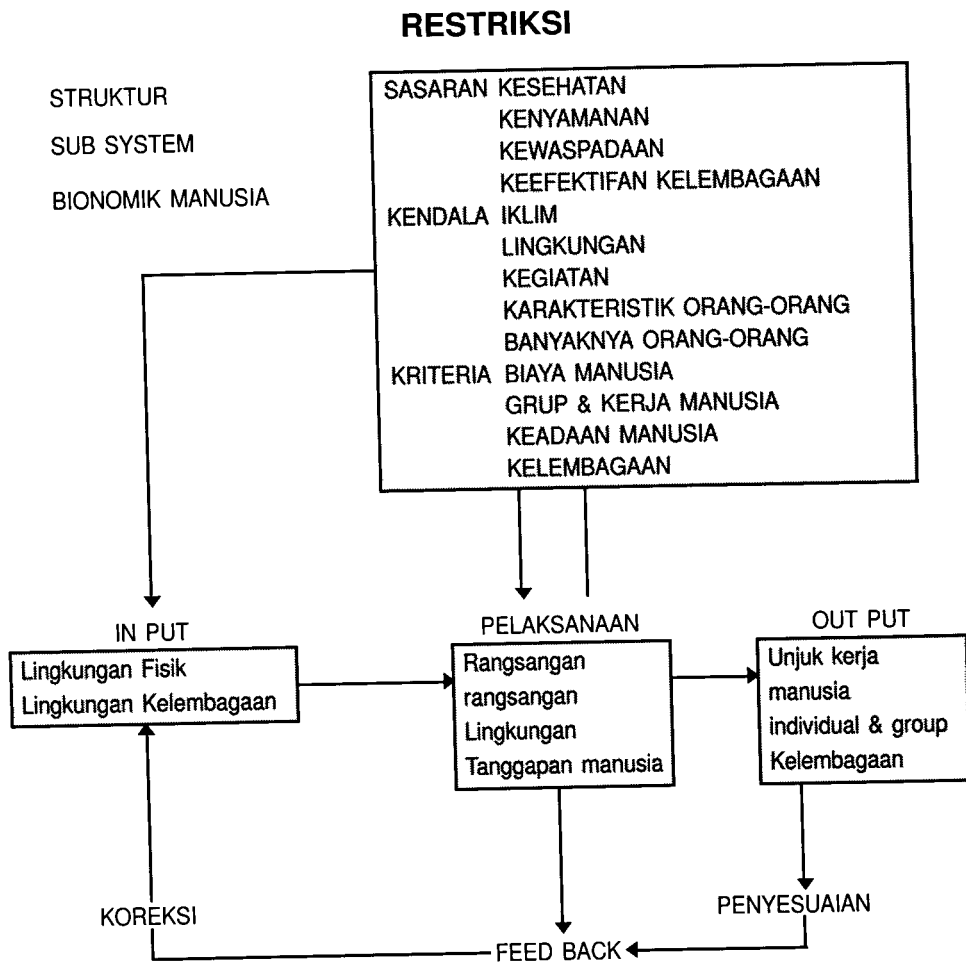 RESTRIKSI
STRUKTUR
SUB SYSTEM
BIONOMIK MANUSIA
SASARAN KESEHATAN
KENYAMANAN
KEWASPADAAN
KEEFEKTIFAN KELEMBAGAAN
KENDALA IKLIM
LINGKUNGAN
KEGIATAN
KARAKTERISTIK ORANG-ORANG
BANYAKNYA ORANG-ORANG
KRITERIA BIAYA MANUSIA
GRUP & KERJA MANUSIA
KEADAAN MANUSIA
KELEMBAGAAN
IN PUT
Lingkungan Fisik
Lingkungan Kelembagaan
PELAKSANAAN
Rangsangan
rangsangan
Lingkungan
Tanggapan manusia
OUT PUT
Unjuk kerja
manusia
individual & group
Kelembagaan
KOREKSI
PENYESUAIAN
FEED BACK